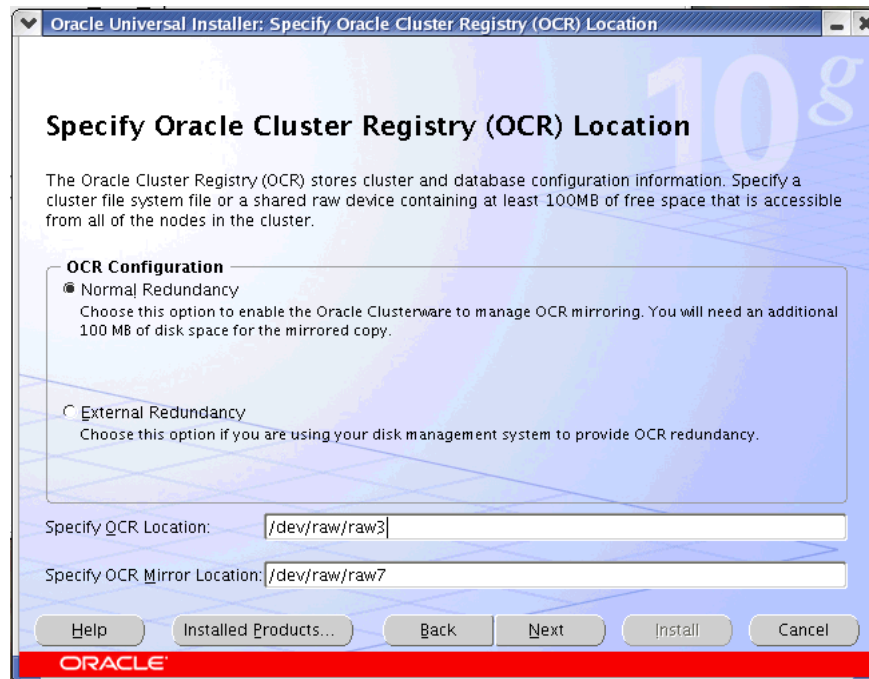 Oracle Universal Installer: Specify Oracle Cluster Registry (OCR) Location
10g
Specify Oracle Cluster Registry (OCR) Location
The Oracle Cluster Registry (OCR) stores cluster and database configuration information. Specify a
cluster file system file or a shared raw device containing at least 100MB of free space that is accessible
from all of the nodes in the cluster.
OCR Configuration
Normal Redundancy
Choose this option to enable the Oracle Clusterware to manage OCR mirroring. You will need an additional
100 MB of disk space for the mirrored copy.
External Redundancy
Choose this option if you are using your disk management system to provide OCR redundancy.
Specify OCR Location: /dev/raw/raw3
Specify OCR Mirror Location: /dev/raw/raw7
Help Installed Products... Back Next Install Cancel
ORACLE